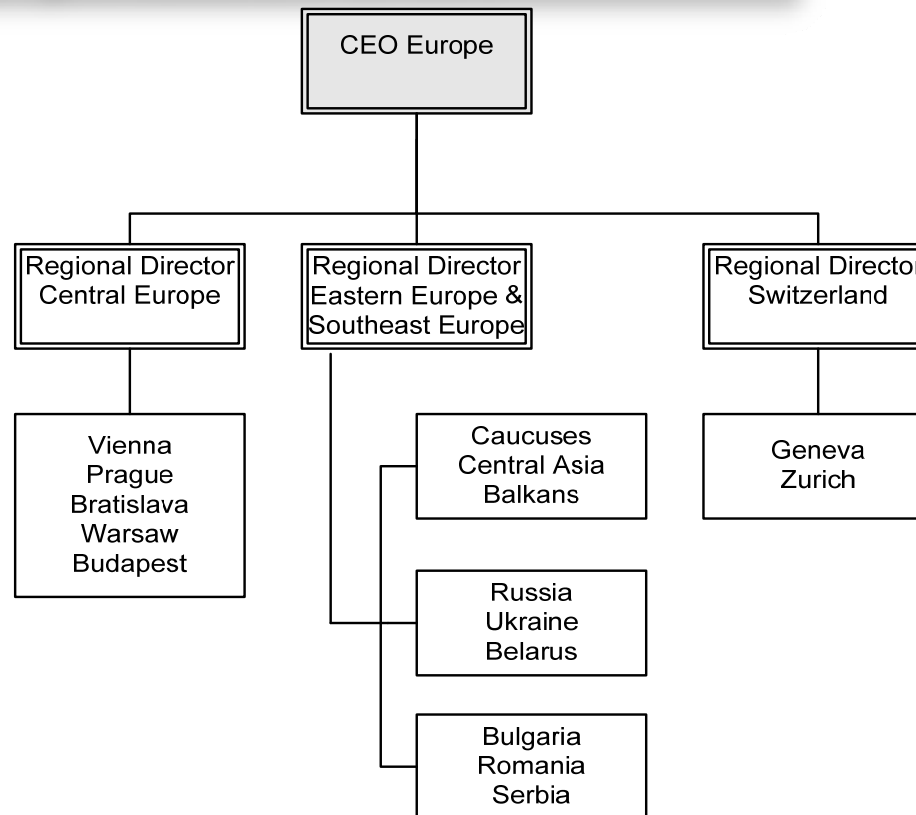 CEO Europe
Regional Director
Central Europe
Regional Director
Eastern Europe &
Southeast Europe
Regional Director
Switzerland
Vienna
Prague
Bratislava
Warsaw
Budapest
Caucuses
Central Asia
Balkans
Geneva
Zurich
Russia
Ukraine
Belarus
Bulgaria
Romania
Serbia